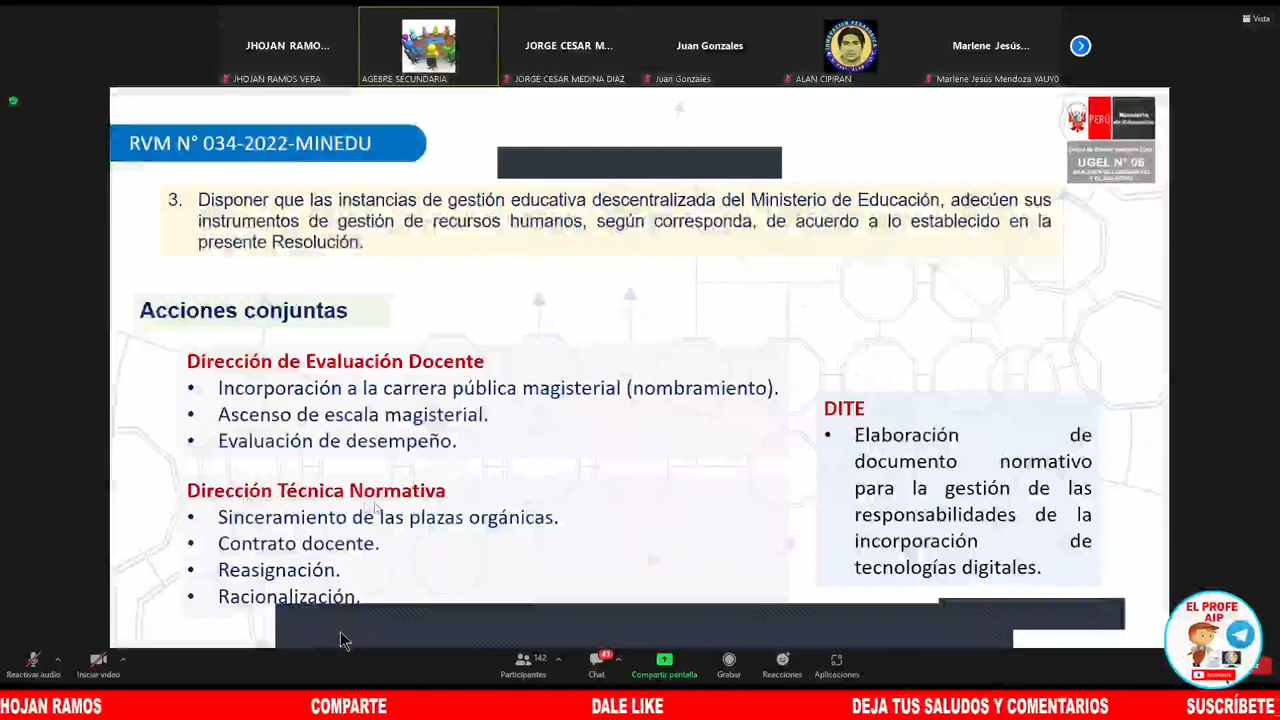 Vista
JHOJAN RAMO...
JORGE CESAR M...
Juan Gonzales
Marlene Jesús...
JHOJAN RAMOS VERA
AGEBRE SECUNDARIA
JORGE CESAR MEDINA DIAZ
Juan Gonzales
ALAN CIPIRAN
Marlene Jesús Mendoza YAUYO
RVM N° 034-2022-MINEDU
PERÚ
Ministerio
de Educación
UGEL N° 06
3. Disponer que las instancias de gestión educativa descentralizada del Ministerio de Educación, adecúen sus
instrumentos de gestión de recursos humanos, según corresponda, de acuerdo a lo establecido en la
presente Resolución.
Acciones conjuntas
Dirección de Evaluación Docente
• Incorporación a la carrera pública magisterial (nombramiento).
• Ascenso de escala magisterial.
• Evaluación de desempeño.
Dirección Técnica Normativa
• Sinceramiento de las plazas orgánicas.
• Contrato docente.
• Reasignación.
• Racionalización.
DITE
• Elaboración de
documento normativo
para la gestión de las
responsabilidades de la
incorporación de
tecnologías digitales.
EL PROFE
AIP
Reactivar audio
Iniciar video
142
Participantes
43
Chat
Compartir pantalla
Grabar
Reacciones
Aplicaciones
HOJAN RAMOS
COMPARTE
DALE LIKE
DEJA TUS SALUDOS Y COMENTARIOS
SUSCRÍBETE